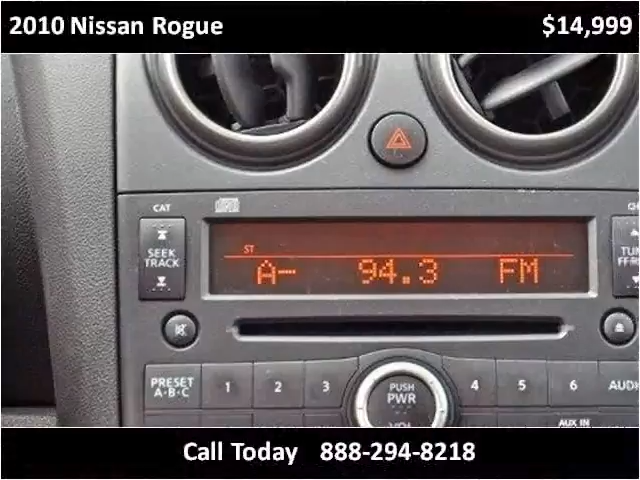 2010 Nissan Rogue $14,999
CAT
SEEK
TRACK
ST
A- 94.3 FM
PRESET
A·B·C
1 2 3
PUSH
PWR
VOL
4 5 6
AUX IN
Call Today 888-294-8218